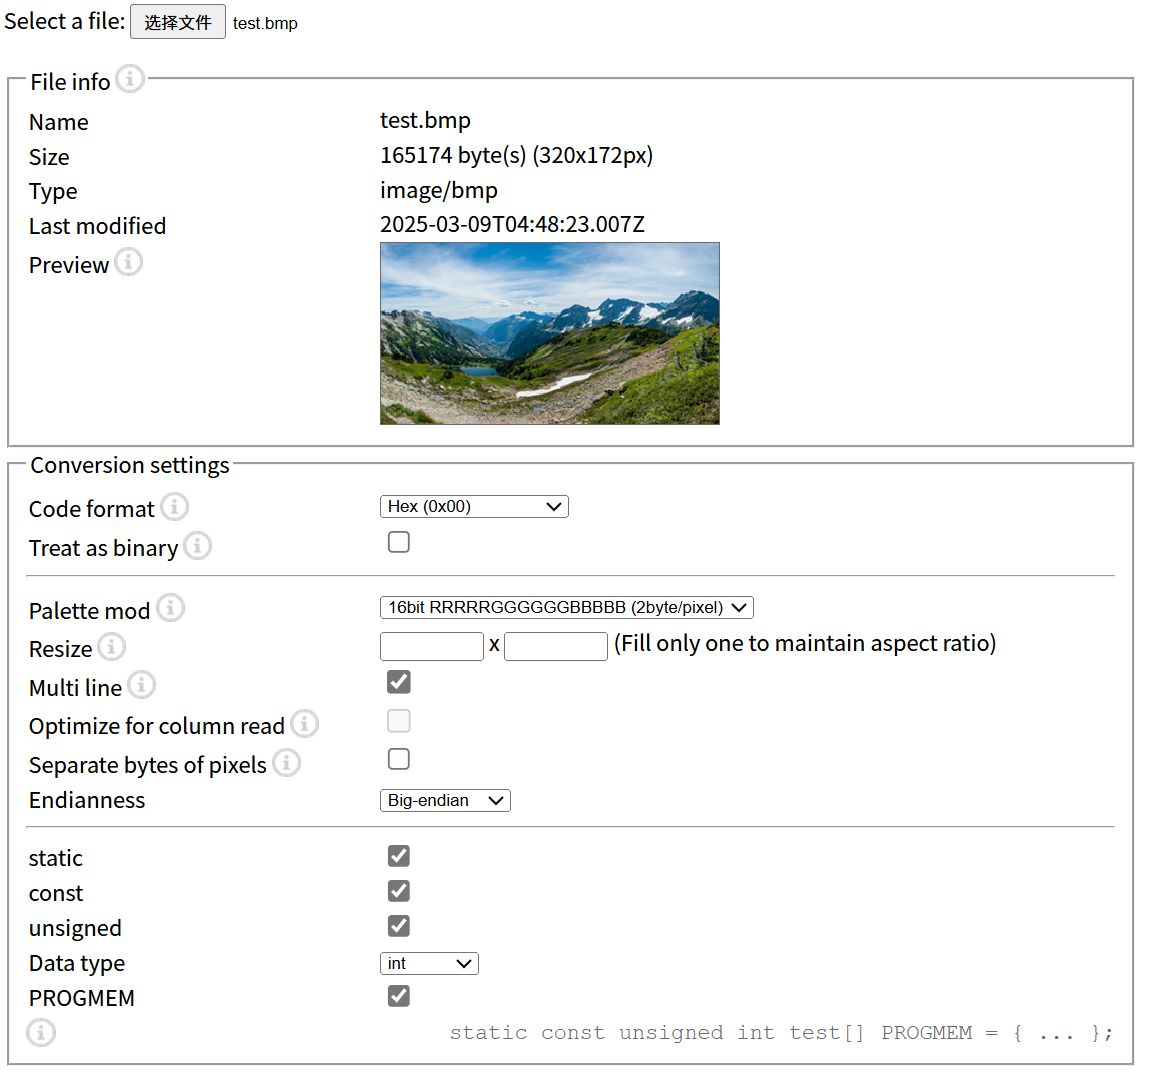 Select a file: 选择文件 test.bmp
File info
Name test.bmp
Size 165174 byte(s) (320x172px)
Type image/bmp
Last modified 2025-03-09T04:48:23.007Z
Preview
Conversion settings
Code format Hex (0x00)
Treat as binary
Palette mod 16bit RRRRRGGGGGGBBBBB (2byte/pixel)
Resize x (Fill only one to maintain aspect ratio)
Multi line
Optimize for column read
Separate bytes of pixels
Endianness Big-endian
static
const
unsigned
Data type int
PROGMEM
static const unsigned int test[] PROGMEM = { ... };